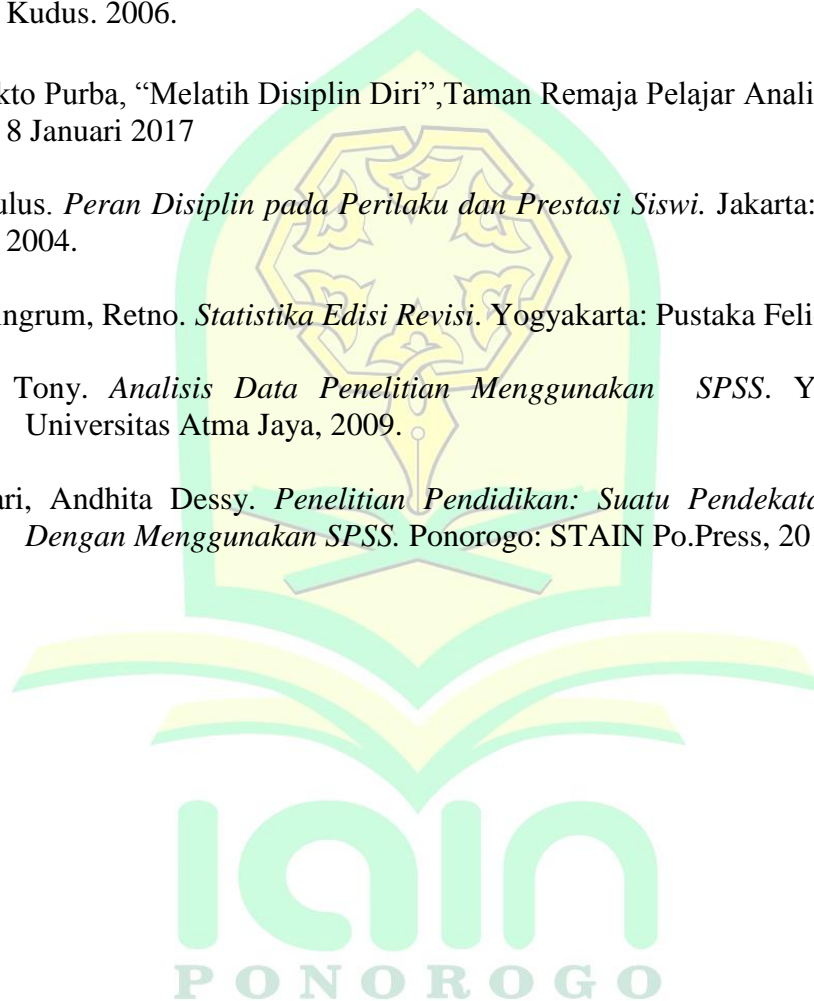 Kudus. 2006.
kto Purba, “Melatih Disiplin Diri”,Taman Remaja Pelajar Anali
8 Januari 2017
ulus. Peran Disiplin pada Perilaku dan Prestasi Siswi. Jakarta:
2004.
ingrum, Retno. Statistika Edisi Revisi. Yogyakarta: Pustaka Feli
Tony. Analisis Data Penelitian Menggunakan SPSS. Y
Universitas Atma Jaya, 2009.
ari, Andhita Dessy. Penelitian Pendidikan: Suatu Pendekata
Dengan Menggunakan SPSS. Ponorogo: STAIN Po.Press, 20
iain
PONOROGO